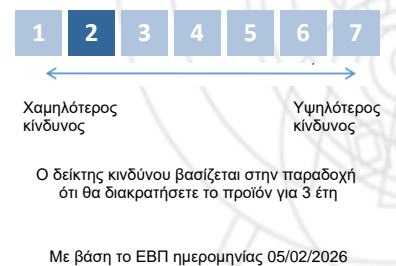 1 2 3 4 5 6 7
Χαμηλότερος Υψηλότερος
κίνδυνος κίνδυνος
Ο δείκτης κινδύνου βασίζεται στην παραδοχή
ότι θα διακρατήσετε το προϊόν για 3 έτη
Με βάση το ΕΒΠ ημερομηνίας 05/02/2026